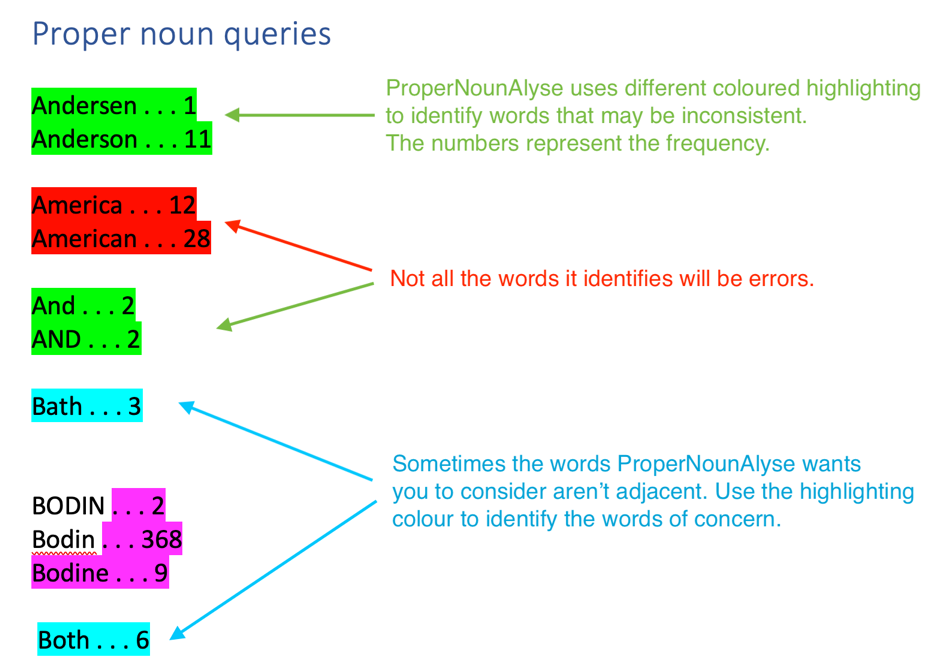 Proper noun queries
Andersen . . . 1
Anderson . . . 11
ProperNounAlyse uses different coloured highlighting
to identify words that may be inconsistent.
The numbers represent the frequency.
America . . . 12
American . . . 28
Not all the words it identifies will be errors.
And . . . 2
AND . . . 2
Bath . . . 3
Sometimes the words ProperNounAlyse wants
you to consider aren’t adjacent. Use the highlighting
colour to identify the words of concern.
BODIN . . . 2
Bodin . . . 368
Bodine . . . 9
Both . . . 6